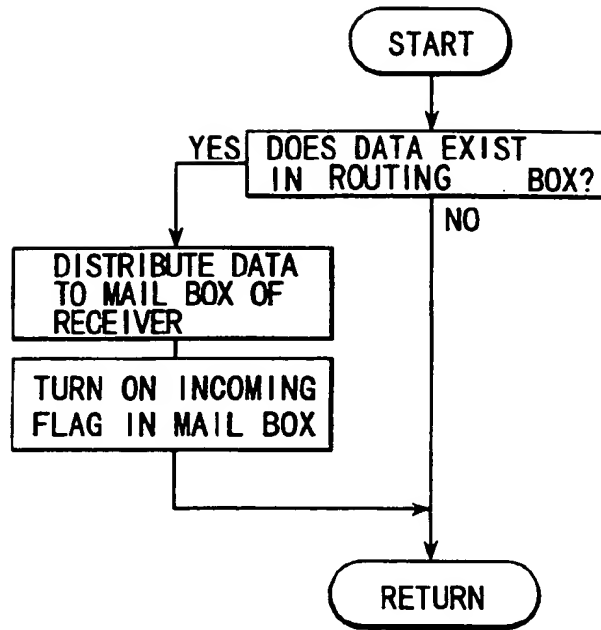 START
YES
DOES DATA EXIST
IN ROUTING BOX?
NO
DISTRIBUTE DATA
TO MAIL BOX OF
RECEIVER
TURN ON INCOMING
FLAG IN MAIL BOX
RETURN